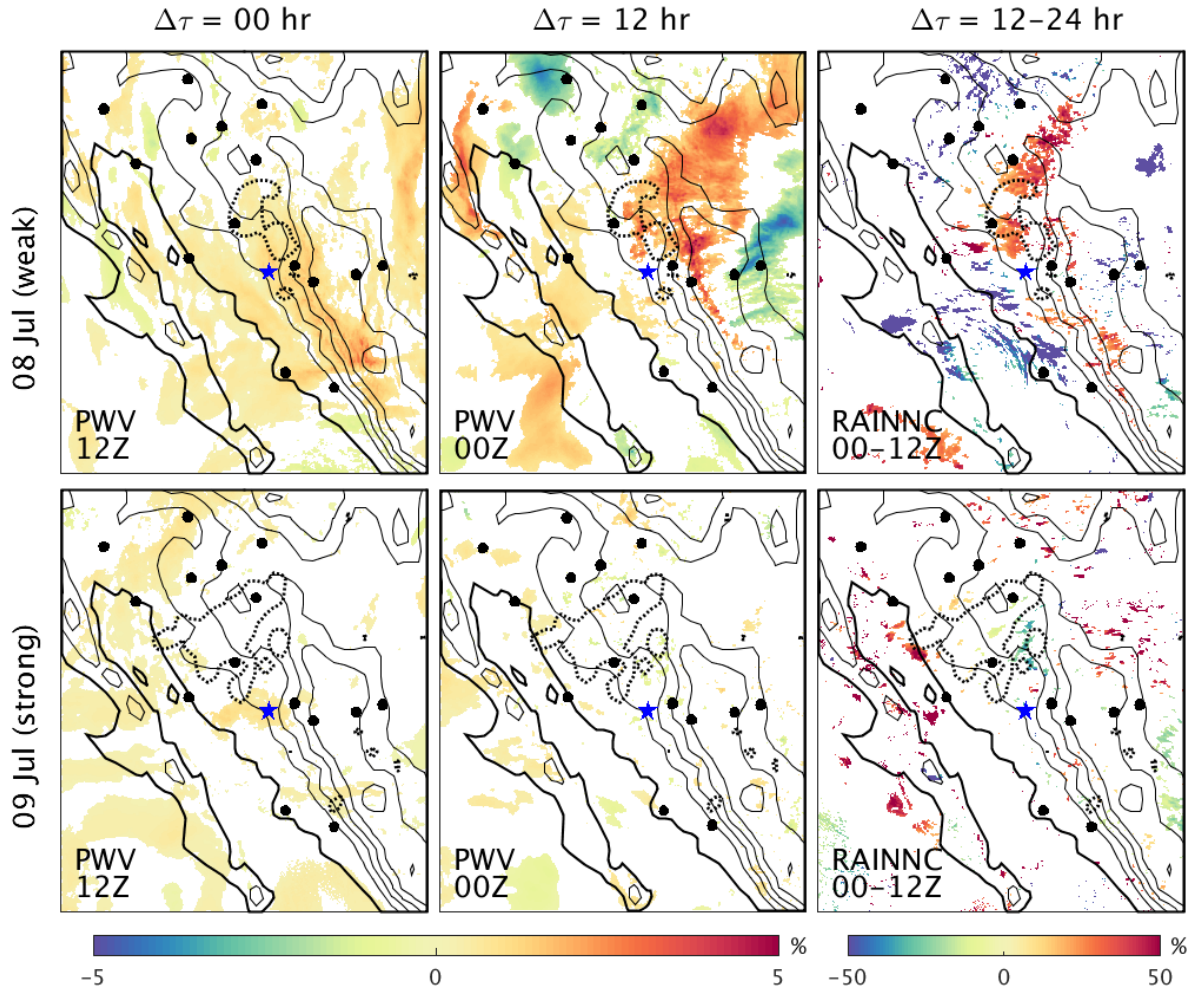 Δτ = 00 hr
Δτ = 12 hr
Δτ = 12−24 hr
08 Jul (weak)
PWV
12Z
PWV
00Z
RAINNC
00−12Z
09 Jul (strong)
PWV
12Z
PWV
00Z
RAINNC
00−12Z
−5 0 5 %
−50 0 50 %